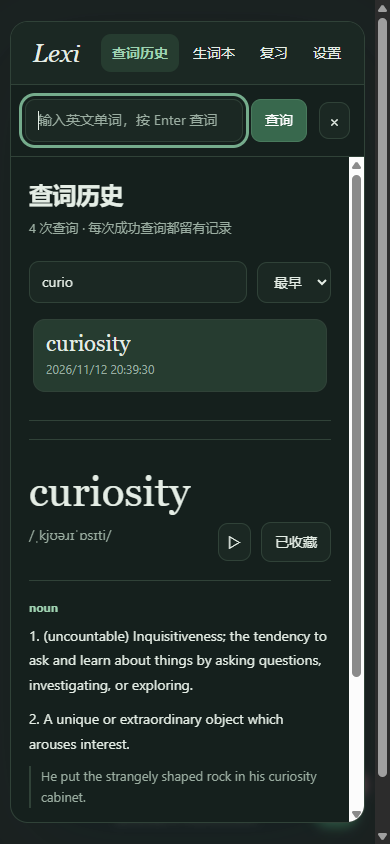 Lexi 查词历史 生词本 复习 设置
输入英文单词，按 Enter 查词 查询 ×
查词历史
4 次查询 · 每次成功查询都留有记录
curio 最早
curiosity
2026/11/12 20:39:30
curiosity
/ˌkjʊəɹɪˈɒsɪti/ 已收藏
noun
1. (uncountable) Inquisitiveness; the tendency to
ask and learn about things by asking questions,
investigating, or exploring.
2. A unique or extraordinary object which
arouses interest.
He put the strangely shaped rock in his curiosity
cabinet.